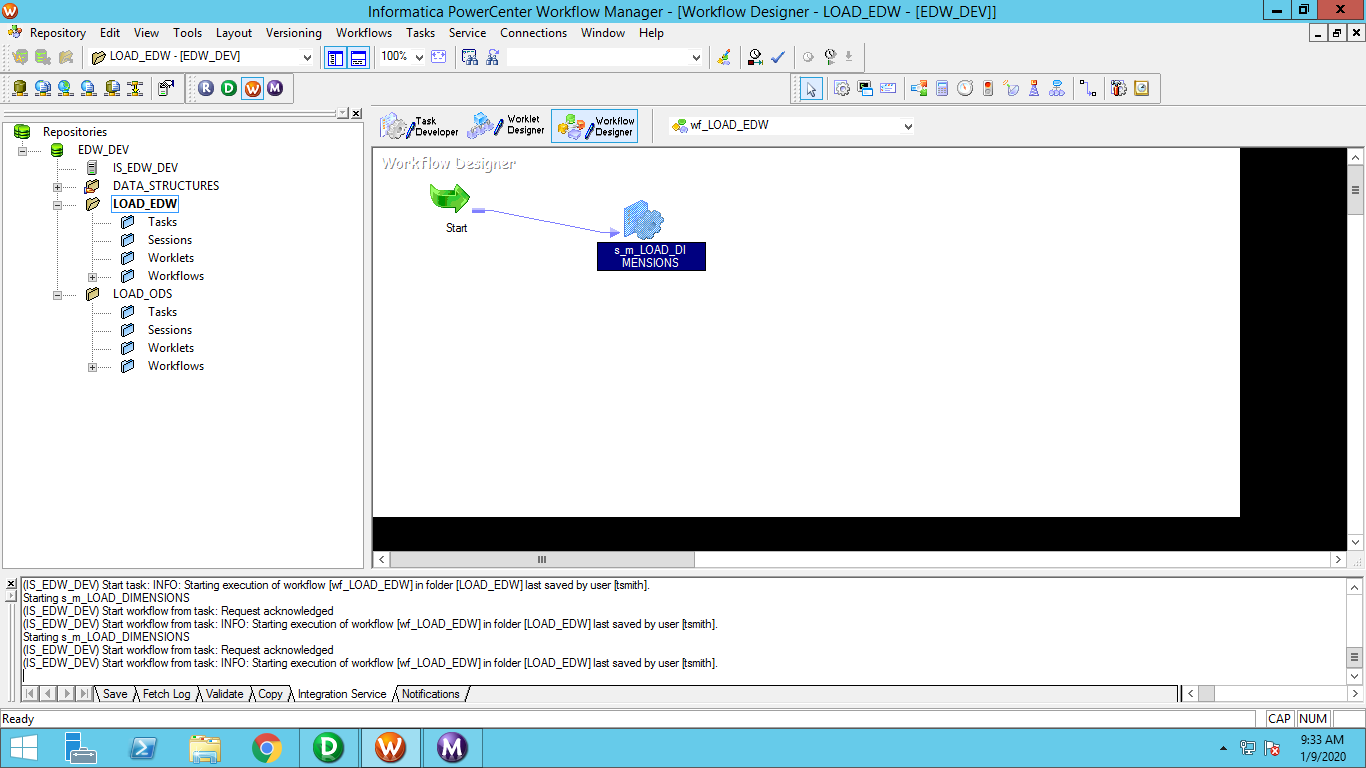 Informatica PowerCenter Workflow Manager - [Workflow Designer - LOAD_EDW - [EDW_DEV]]
Repository Edit View Tools Layout Versioning Workflows Tasks Service Connections Window Help
LOAD_EDW - [EDW_DEV]
100%
R D W M
Task Developer
Worklet Designer
Workflow Designer
wf_LOAD_EDW
Repositories
EDW_DEV
IS_EDW_DEV
DATA_STRUCTURES
LOAD_EDW
Tasks
Sessions
Worklets
Workflows
LOAD_ODS
Tasks
Sessions
Worklets
Workflows
Workflow Designer
Start
s_m_LOAD_DI
MENSIONS
(IS_EDW_DEV) Start task: INFO: Starting execution of workflow [wf_LOAD_EDW] in folder [LOAD_EDW] last saved by user [tsmith].
Starting s_m_LOAD_DIMENSIONS
(IS_EDW_DEV) Start workflow from task: Request acknowledged
(IS_EDW_DEV) Start workflow from task: INFO: Starting execution of workflow [wf_LOAD_EDW] in folder [LOAD_EDW] last saved by user [tsmith].
Starting s_m_LOAD_DIMENSIONS
(IS_EDW_DEV) Start workflow from task: Request acknowledged
(IS_EDW_DEV) Start workflow from task: INFO: Starting execution of workflow [wf_LOAD_EDW] in folder [LOAD_EDW] last saved by user [tsmith].
Save Fetch Log Validate Copy Integration Service Notifications
Ready
CAP NUM
D W M
9:33 AM
1/9/2020